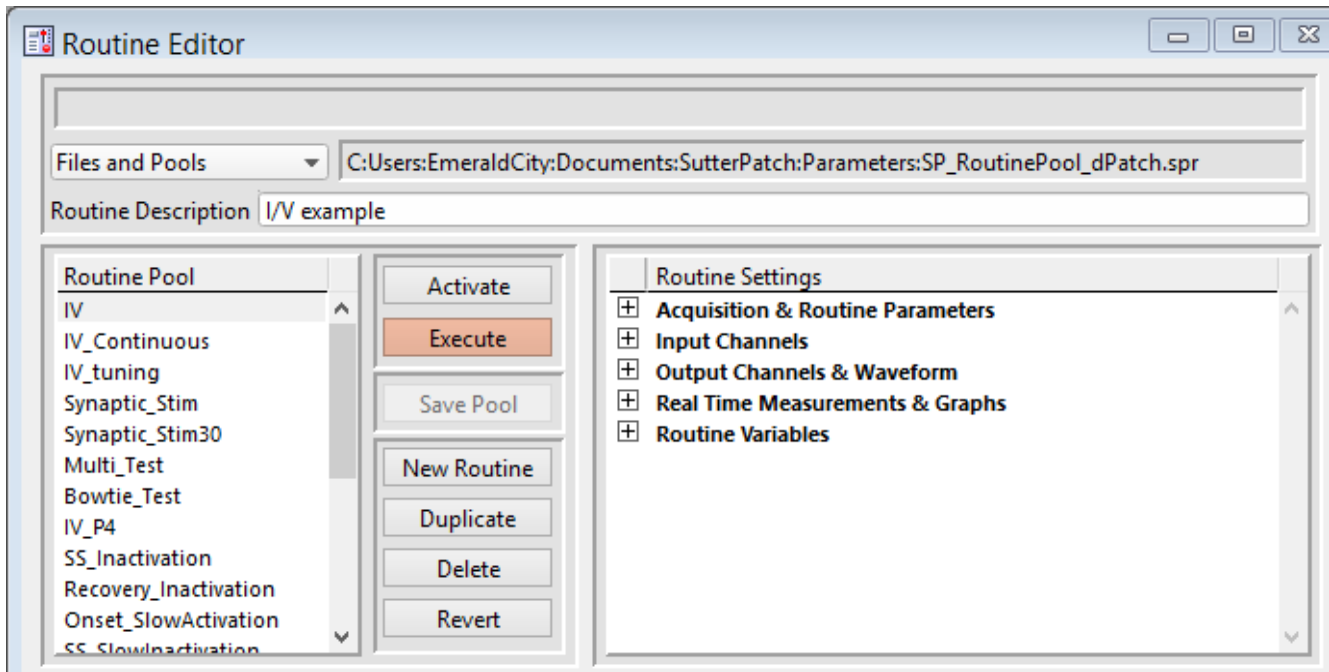 Routine Editor
Files and Pools
C:Users:EmeraldCity:Documents:SutterPatch:Parameters:SP_RoutinePool_dPatch.spr
Routine Description I/V example
Routine Pool
IV
IV_Continuous
IV_tuning
Synaptic_Stim
Synaptic_Stim30
Multi_Test
Bowtie_Test
IV_P4
SS_Inactivation
Recovery_Inactivation
Onset_SlowActivation
SS_SlowInactivation
Activate
Execute
Save Pool
New Routine
Duplicate
Delete
Revert
Routine Settings
Acquisition & Routine Parameters
Input Channels
Output Channels & Waveform
Real Time Measurements & Graphs
Routine Variables